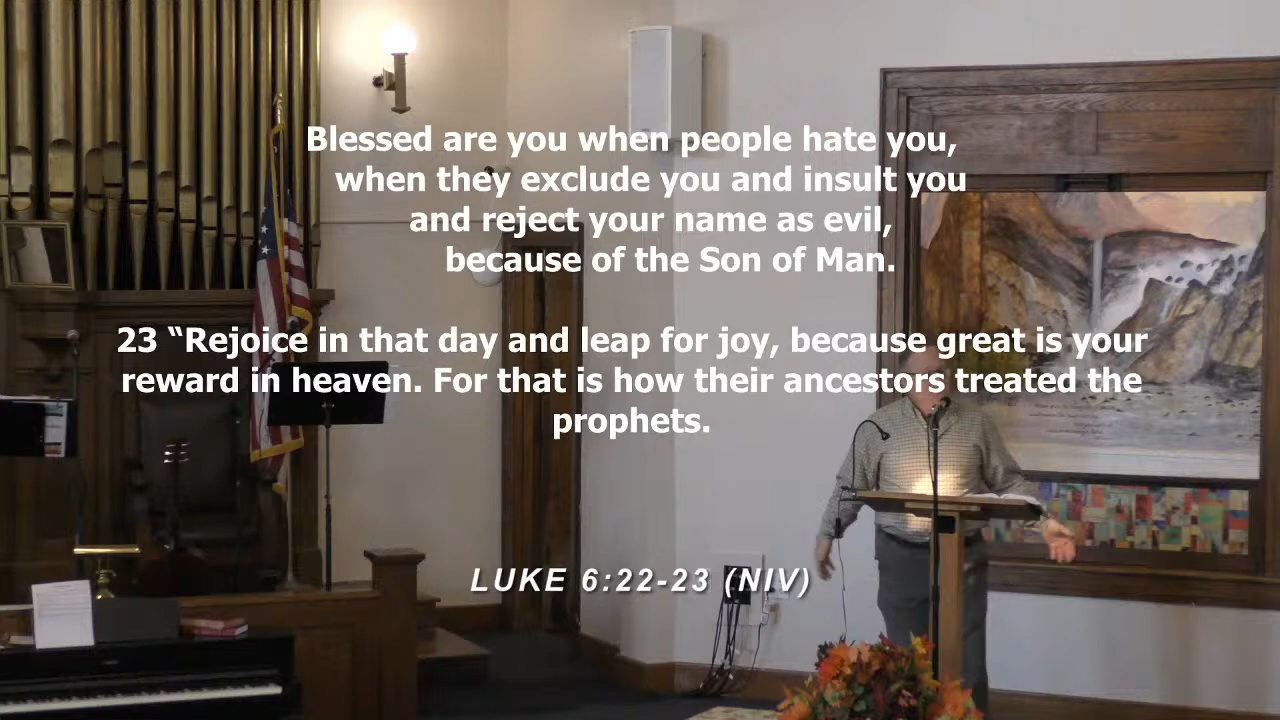 Blessed are you when people hate you,
when they exclude you and insult you
and reject your name as evil,
because of the Son of Man.
23 “Rejoice in that day and leap for joy, because great is your
reward in heaven. For that is how their ancestors treated the
prophets.
LUKE 6:22-23 (NIV)